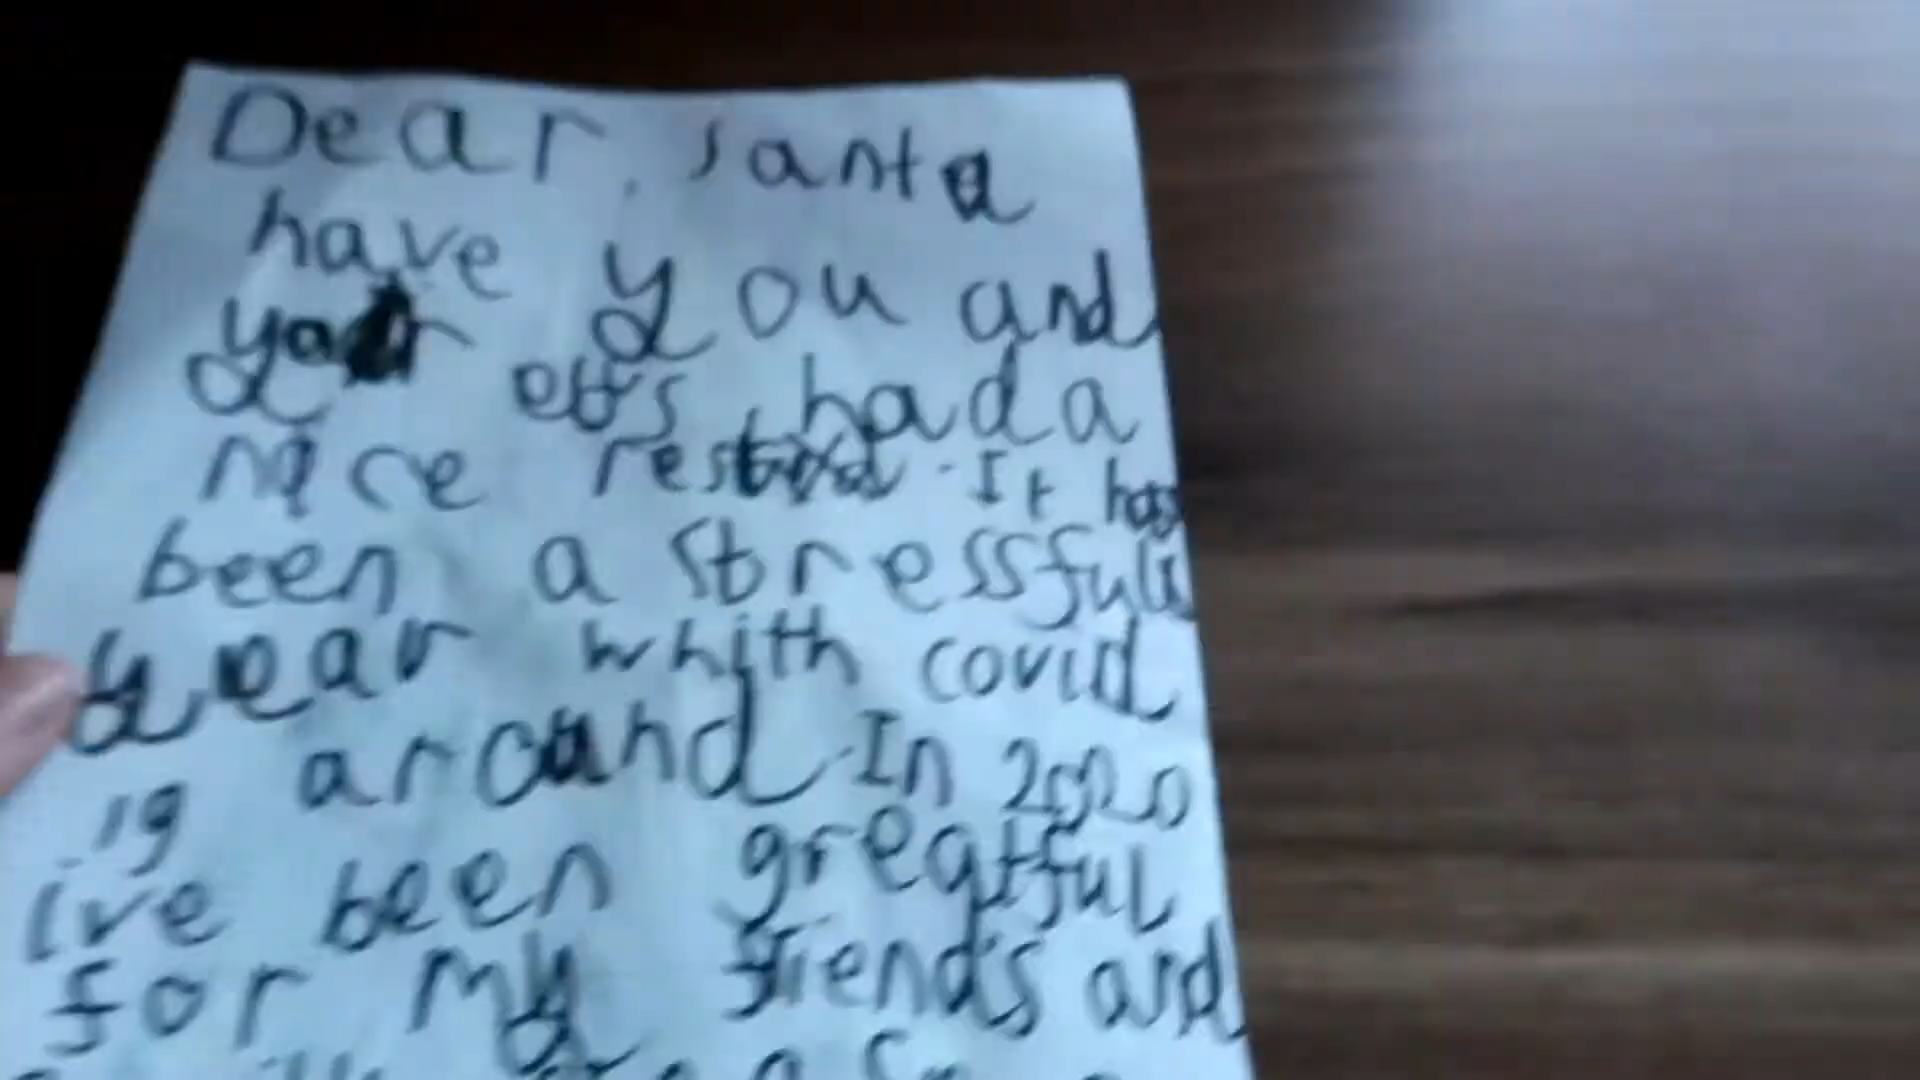 Dear. Santa
have you and
your elfs had a
nice rest. It has
been a stressfull
year whith covid
19 around. In 2020
ive been greatful
for my friends and